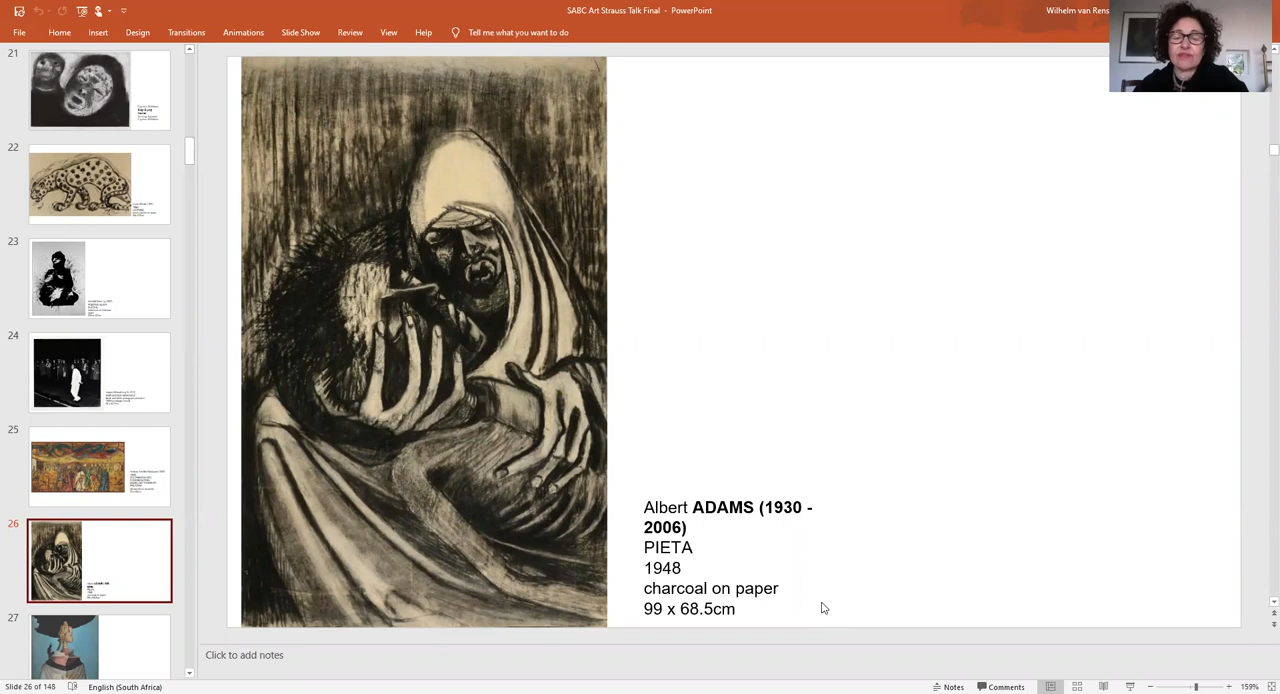 SABC Art Strauss Talk Final - PowerPoint
Wilhelm van Rens
File Home Insert Design Transitions Animations Slide Show Review View Help Tell me what you want to do
21
22
23
24
25
26
27
Albert ADAMS (1930 -
2006)
PIETA
1948
charcoal on paper
99 x 68.5cm
Click to add notes
Slide 26 of 148 English (South Africa) Notes Comments 159%